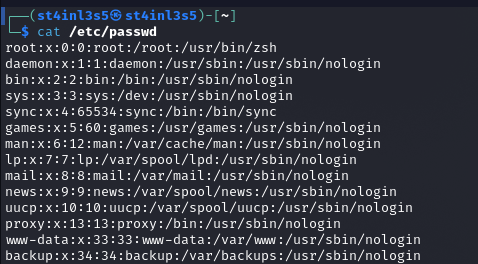 ┌──(st4inl3s5㉿ st4inl3s5)-[~]
└─$ cat /etc/passwd
root:x:0:0:root:/root:/usr/bin/zsh
daemon:x:1:1:daemon:/usr/sbin:/usr/sbin/nologin
bin:x:2:2:bin:/bin:/usr/sbin/nologin
sys:x:3:3:sys:/dev:/usr/sbin/nologin
sync:x:4:65534:sync:/bin:/bin/sync
games:x:5:60:games:/usr/games:/usr/sbin/nologin
man:x:6:12:man:/var/cache/man:/usr/sbin/nologin
lp:x:7:7:lp:/var/spool/lpd:/usr/sbin/nologin
mail:x:8:8:mail:/var/mail:/usr/sbin/nologin
news:x:9:9:news:/var/spool/news:/usr/sbin/nologin
uucp:x:10:10:uucp:/var/spool/uucp:/usr/sbin/nologin
proxy:x:13:13:proxy:/bin:/usr/sbin/nologin
www-data:x:33:33:www-data:/var/www:/usr/sbin/nologin
backup:x:34:34:backup:/var/backups:/usr/sbin/nologin